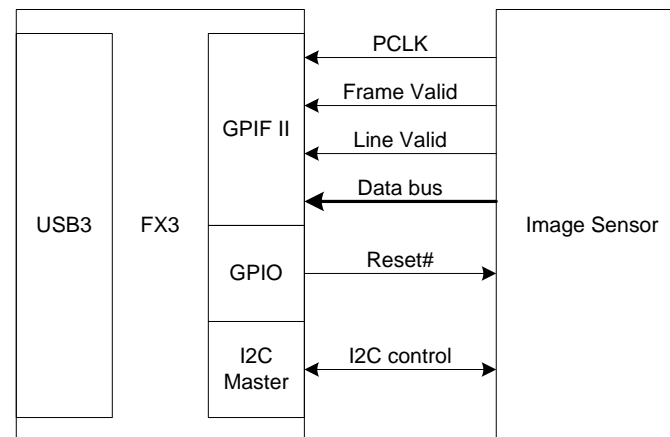 PCLK
Frame Valid
GPIF II
Line Valid
Data bus
USB3
FX3
Image Sensor
GPIO
Reset#
I2C
Master
I2C control